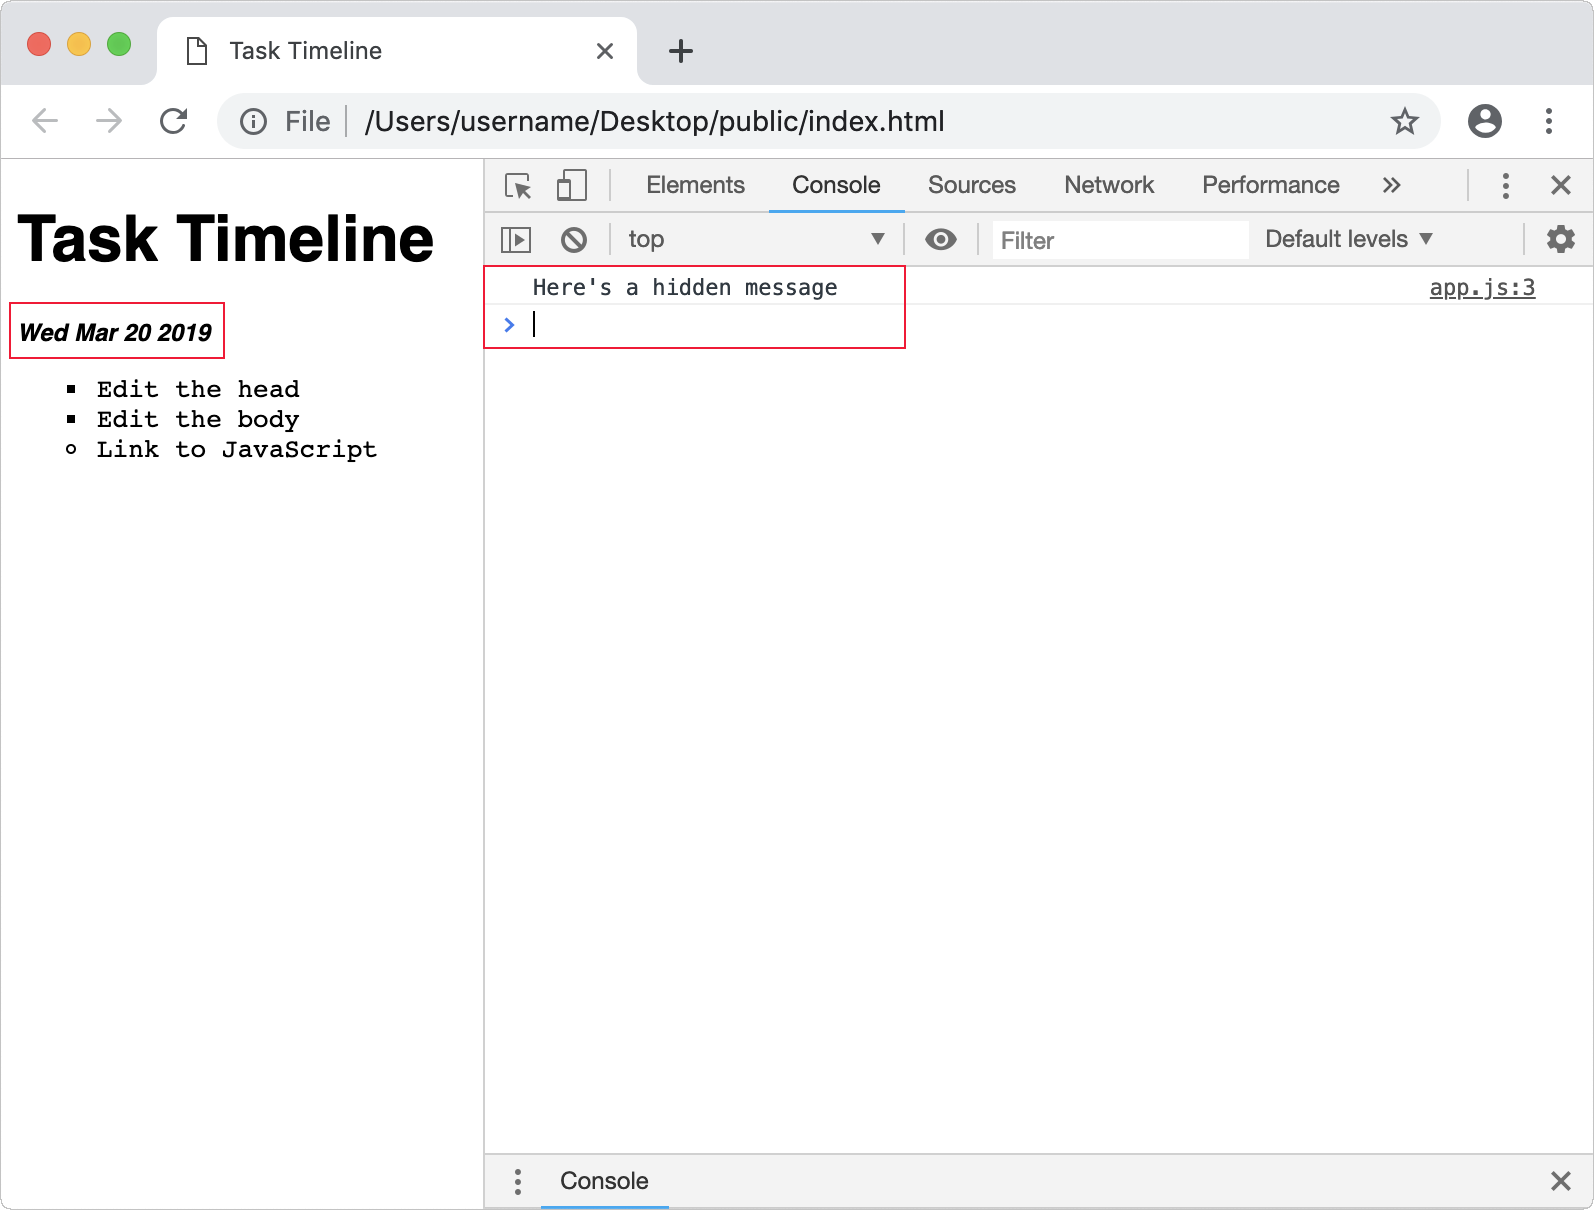 Task Timeline
File /Users/username/Desktop/public/index.html
Task Timeline
Wed Mar 20 2019
Edit the head
Edit the body
Link to JavaScript
Elements Console Sources Network Performance
top Filter Default levels
Here's a hidden message app.js:3
Console